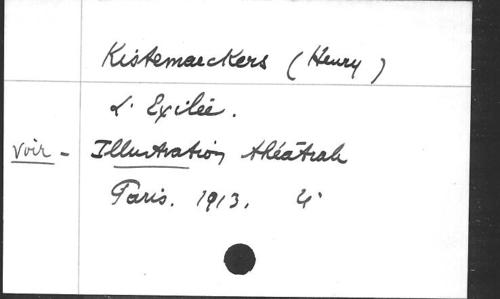 Kistemaeckers (Henry)
L'Exilée.
voir - Illustration théâtrale
Paris. 1913. 4°